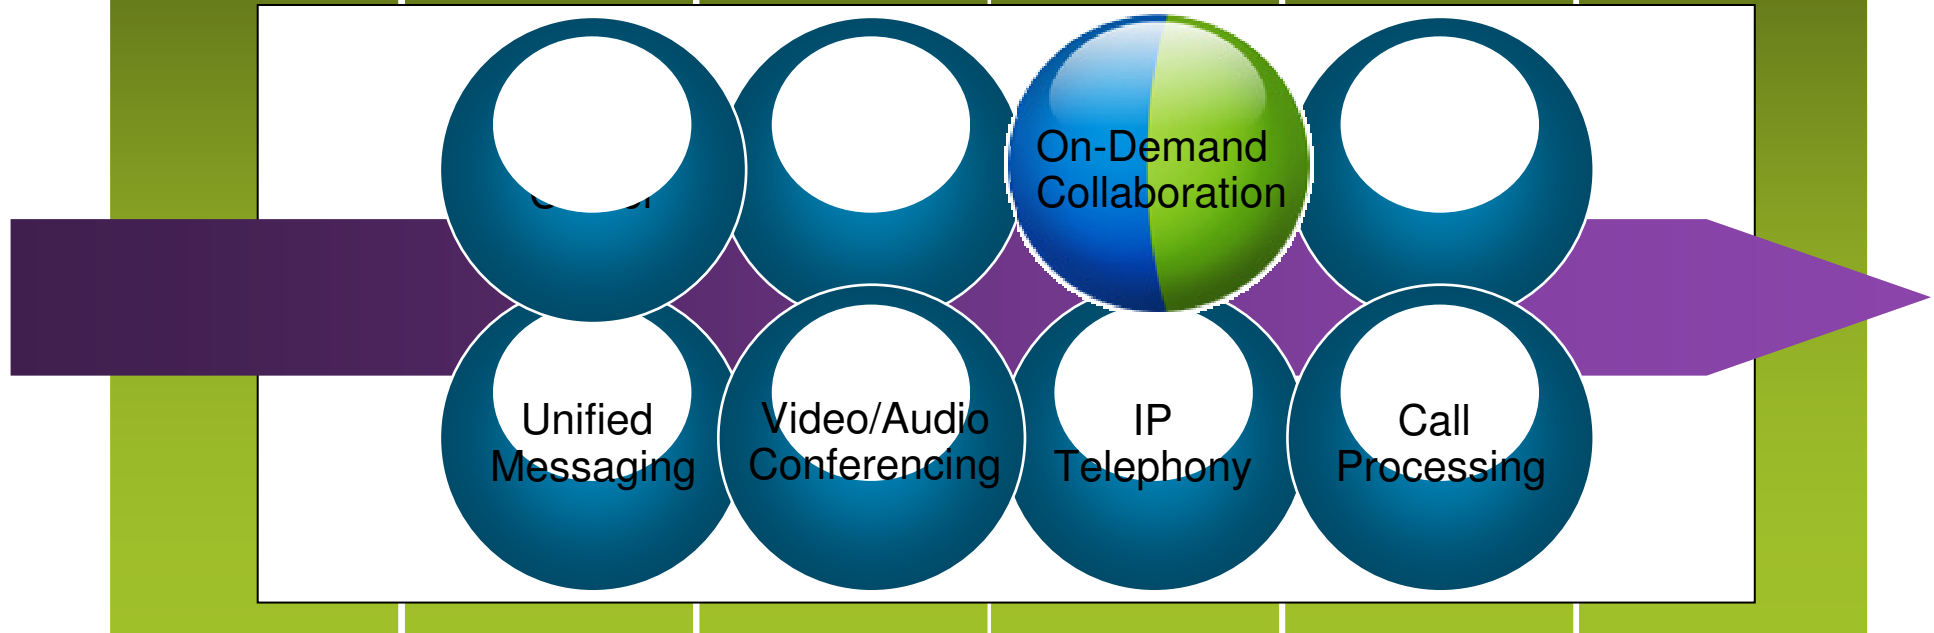 On-Demand
Collaboration
Unified
Messaging
Video/Audio
Conferencing
IP
Telephony
Call
Processing